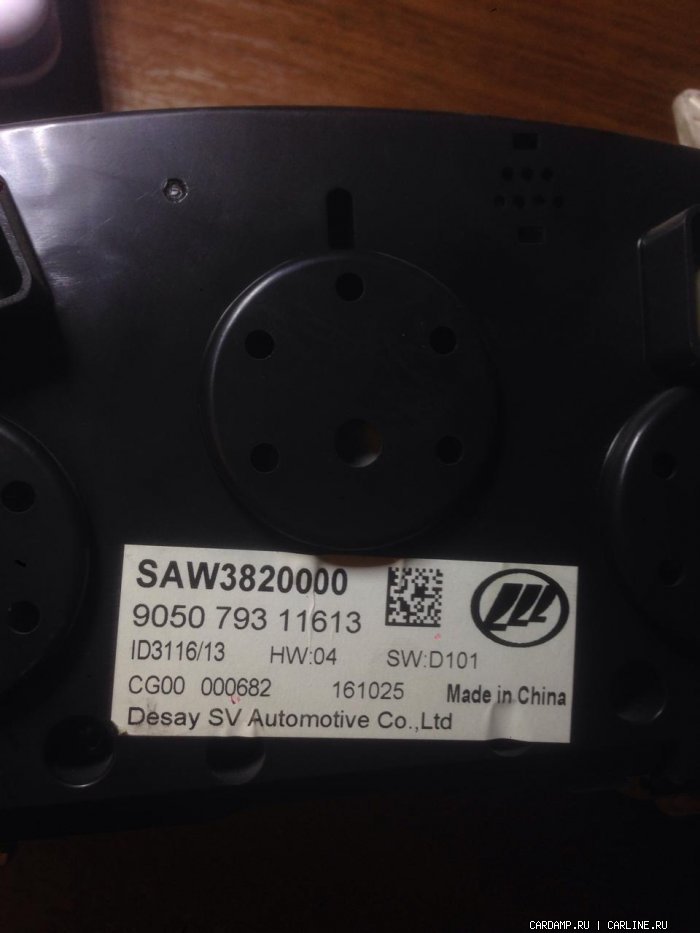 SAW3820000
9050 793 11613
ID3116/13 HW:04 SW:D101
CG00 000682 161025 Made in China
Desay SV Automotive Co.,Ltd
CARDAMP.RU | CARLINE.RU